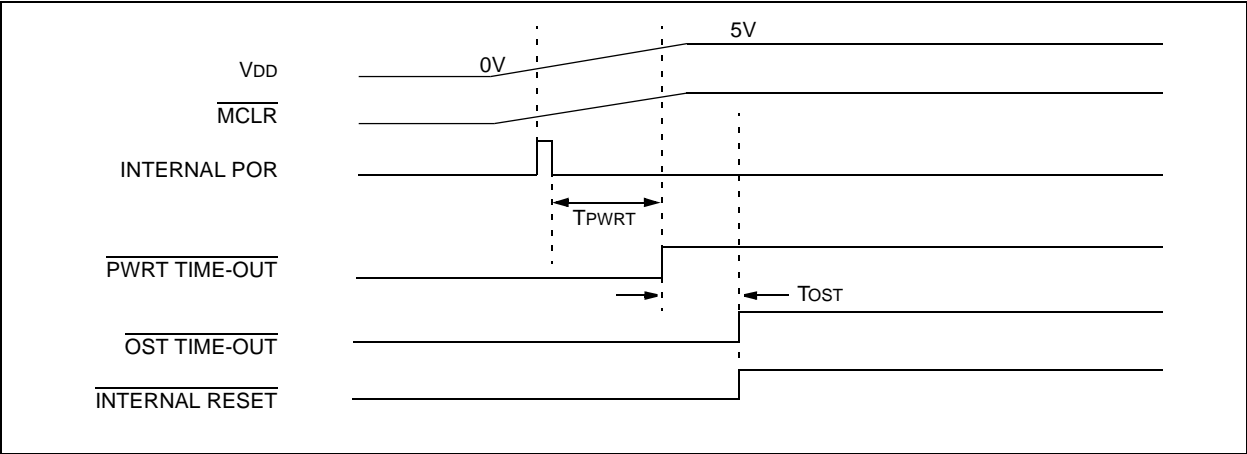 5V
VDD
0V
MCLR
INTERNAL POR
TPWRT
PWRT TIME-OUT
TOST
OST TIME-OUT
INTERNAL RESET